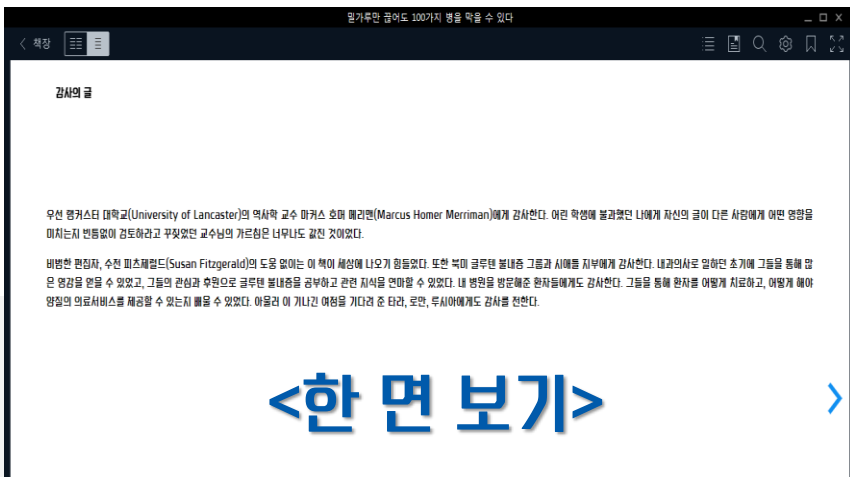 밀가루만 끊어도 100가지 병을 막을 수 있다
책장
감사의 글
우선 랭커스터 대학교(University of Lancaster)의 역사학 교수 마커스 호머 메리맨(Marcus Homer Merriman)에게 감사한다. 어린 학생에 불과했던 나에게 자신의 글이 다른 사람에게 어떤 영향을
미치는지 빈틈없이 검토하라고 꾸짖었던 교수님의 가르침은 너무나도 값진 것이었다.
비범한 편집자, 수전 피츠제럴드(Susan Fitzgerald)의 도움 없이는 이 책이 세상에 나오기 힘들었다. 또한 북미 글루텐 불내증 그룹과 시애틀 지부에게 감사한다. 내과의사로 일하던 초기에 그들을 통해 많
은 영감을 얻을 수 있었고, 그들의 관심과 후원으로 글루텐 불내증을 공부하고 관련 지식을 연마할 수 있었다. 내 병원을 방문해준 환자들에게도 감사한다. 그들을 통해 환자를 어떻게 치료하고, 어떻게 해야
양질의 의료서비스를 제공할 수 있는지 배울 수 있었다. 아울러 이 기나긴 여정을 기다려 준 타라, 로만, 루시아에게도 감사를 전한다.
<한 면 보기>